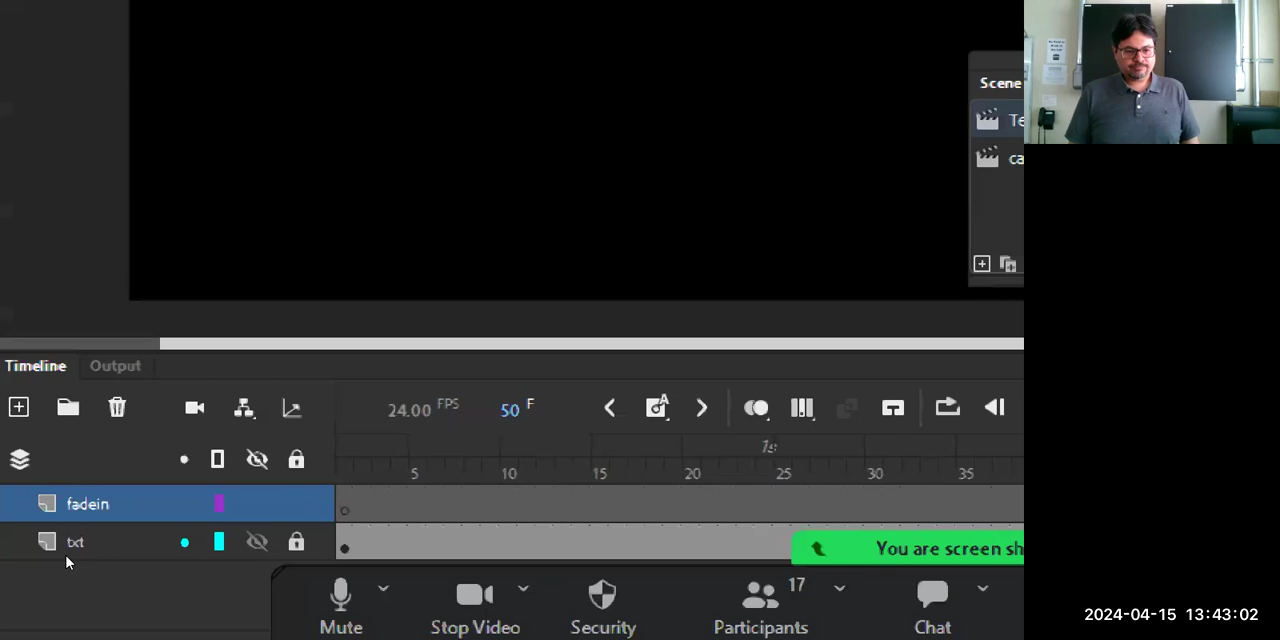 Scene
Te
ca
Timeline
Output
24.00 FPS
50 F
1s
5 10 15 20 25 30 35
fadein
txt
You are screen sh
17
Mute Stop Video Security Participants Chat
2024-04-15 13:43:02